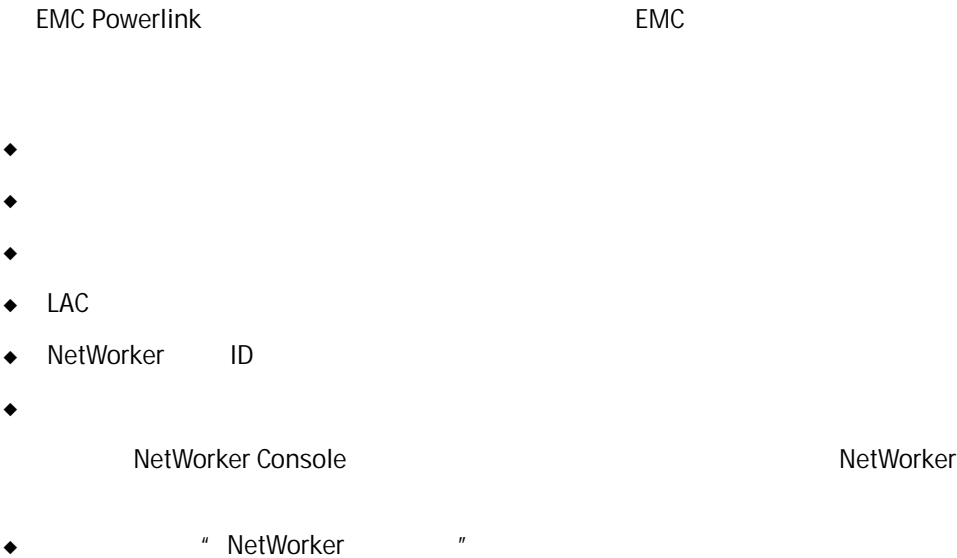 EMC Powerlink EMC
◆
◆
◆
◆ LAC
◆ NetWorker ID
◆
NetWorker Console NetWorker
◆ “ NetWorker ”